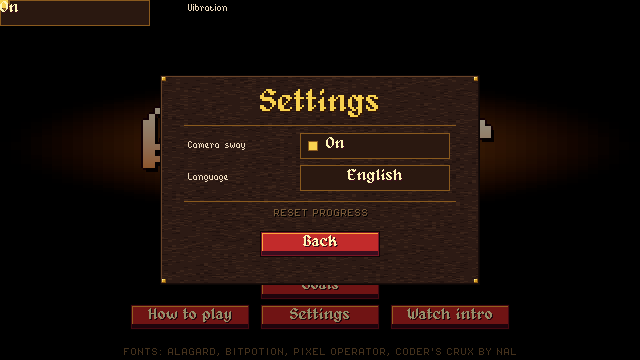 On Vibration
Settings
Camera sway On
Language English
RESET PROGRESS
Back
Goals
How to play Settings Watch intro
FONTS: ALAGARD, BITPOTION, PIXEL OPERATOR, CODER'S CRUX BY NAL